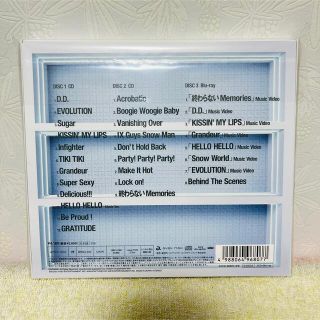 DISC 1 CD
D.D.
EVOLUTION
Sugar
KISSIN' MY LIPS
Infighter
TIKI TIKI
Grandeur
Super Sexy
Delicious!!!
HELLO HELLO
Be Proud !
GRATITUDE
DISC 2 CD
Acrobatic
Boogie Woogie Baby
Vanishing Over
IX Guys Snow Man
Don't Hold Back
Party! Party! Party!
Make It Hot
Lock on!
終わらないMemories
DISC 3 Blu-ray
「終わらないMemories」Music Video
「D.D.」Music Video
「KISSIN' MY LIPS」Music Video
「Grandeur」Music Video
「HELLO HELLO」Music Video
「Snow World」Music Video
「EVOLUTION」Music Video
Behind The Scenes
4 988064 968077